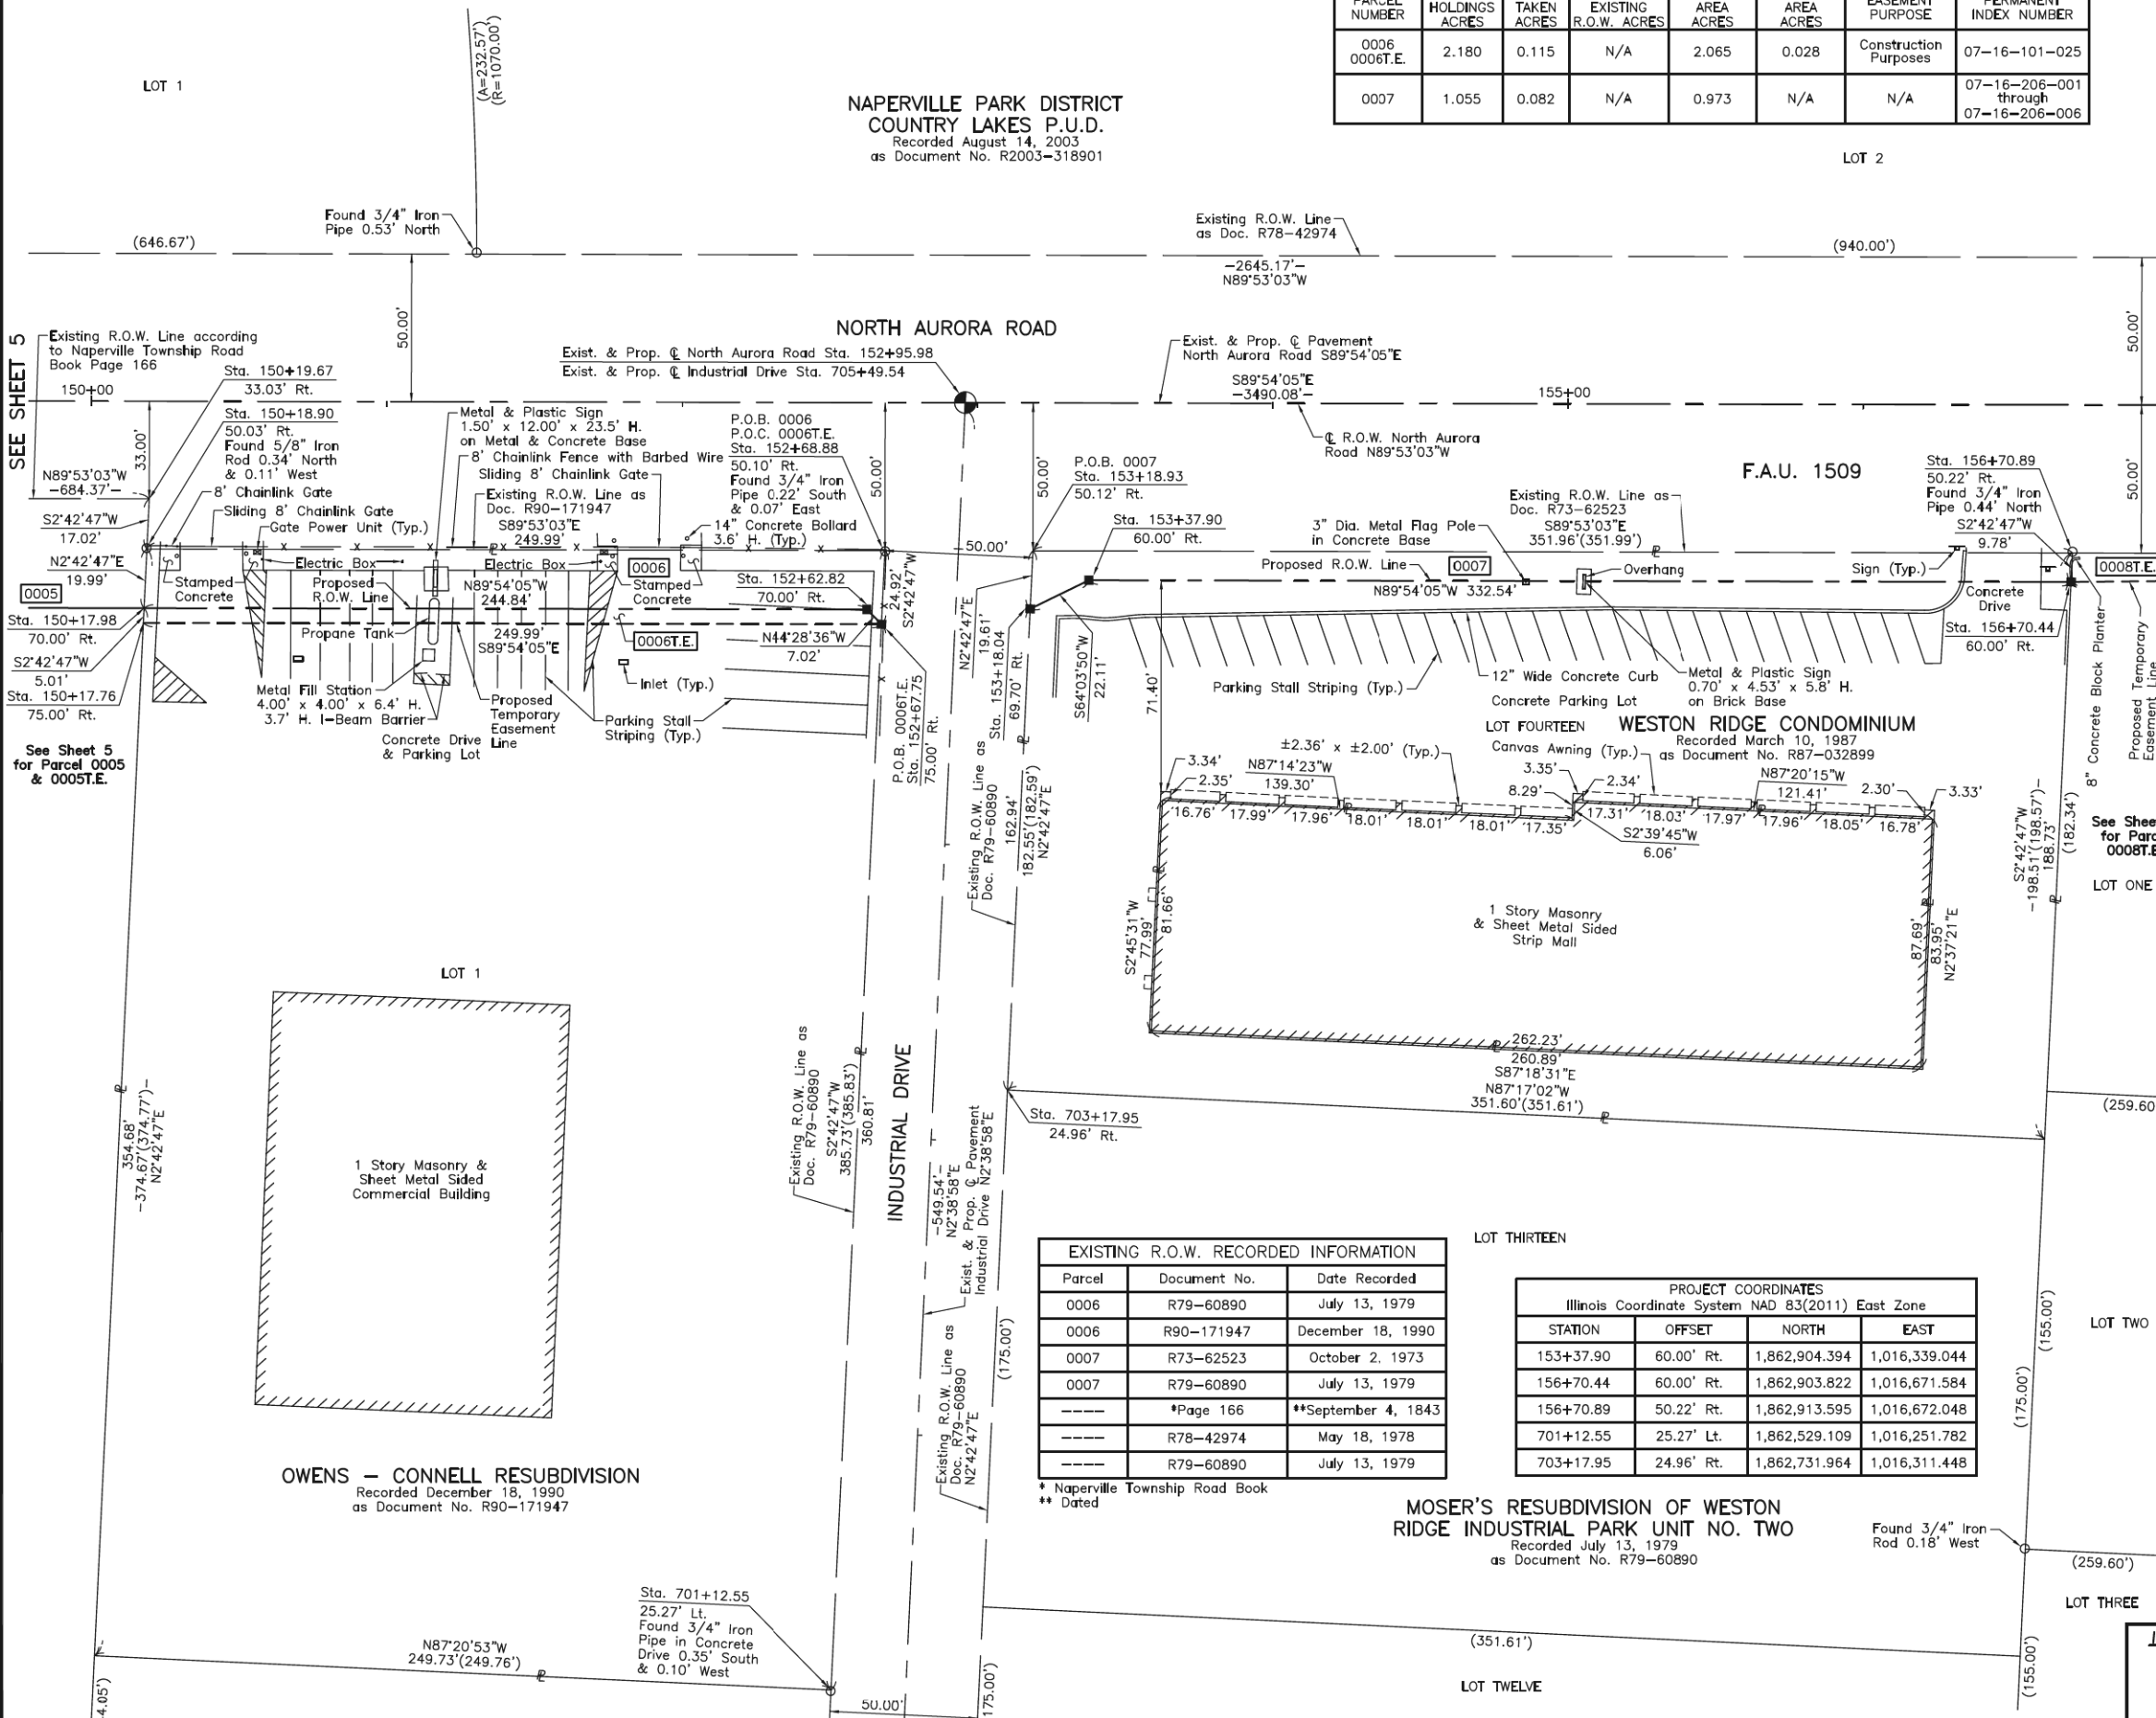 PARCEL NUMBER
HOLDINGS ACRES
TAKEN ACRES
EXISTING R.O.W. ACRES
AREA ACRES
AREA ACRES
EASEMENT PURPOSE
PERMANENT INDEX NUMBER
0006 0006T.E.
2.180
0.115
N/A
2.065
0.028
Construction Purposes
07-16-101-025
0007
1.055
0.082
N/A
0.973
N/A
N/A
07-16-206-001 through 07-16-206-006
LOT 1
(A=232.57')
(R=1070.00')
NAPERVILLE PARK DISTRICT
COUNTRY LAKES P.U.D.
Recorded August 14, 2003
as Document No. R2003-318901
LOT 2
Found 3/4" Iron
Pipe 0.53' North
(646.67')
Existing R.O.W. Line
as Doc. R78-42974
(940.00')
-2645.17'-
N89°53'03"W
50.00'
50.00'
NORTH AURORA ROAD
SEE SHEET 5
Existing R.O.W. Line according
to Naperville Township Road
Book Page 166
150+00
Sta. 150+19.67
33.03' Rt.
Sta. 150+18.90
50.03' Rt.
Found 5/8" Iron
Rod 0.34' North
& 0.11' West
Exist. & Prop. ℄ North Aurora Road Sta. 152+95.98
Exist. & Prop. ℄ Industrial Drive Sta. 705+49.54
Exist. & Prop. ℄ Pavement
North Aurora Road S89°54'05"E
S89°54'05"E
-3490.08'-
155+00
℄ R.O.W. North Aurora
Road N89°53'03"W
F.A.U. 1509
33.00'
N89°53'03"W
-684.37'-
S2°42'47"W
17.02'
N2°42'47"E
19.99'
0005
Sta. 150+17.98
70.00' Rt.
S2°42'47"W
5.01'
Sta. 150+17.76
75.00' Rt.
See Sheet 5
for Parcel 0005
& 0005T.E.
8' Chainlink Gate
Sliding 8' Chainlink Gate
Gate Power Unit (Typ.)
Metal & Plastic Sign
1.50' x 12.00' x 23.5' H.
on Metal & Concrete Base
8' Chainlink Fence with Barbed Wire
Sliding 8' Chainlink Gate
Existing R.O.W. Line as
Doc. R90-171947
S89°53'03"E
249.99'
P.O.B. 0006
P.O.C. 0006T.E.
Sta. 152+68.88
50.10' Rt.
Found 3/4" Iron
Pipe 0.22' South
& 0.07' East
14" Concrete Bollard
3.6' H. (Typ.)
Electric Box
Electric Box
Stamped
Concrete
Proposed
R.O.W. Line
N89°54'05"W
244.84'
0006
Stamped
Concrete
Sta. 152+62.82
70.00' Rt.
Propane Tank
249.99'
S89°54'05"E
0006T.E.
N44°28'36"W
7.02'
Inlet (Typ.)
Metal Fill Station
4.00' x 4.00' x 6.4' H.
3.7' H. I-Beam Barrier
Concrete Drive
& Parking Lot
Proposed
Temporary
Easement
Line
Parking Stall
Striping (Typ.)
50.00'
24.92'
S2°42'47"W
P.O.B. 0006T.E.
Sta. 152+67.75
75.00' Rt.
50.00'
50.00'
P.O.B. 0007
Sta. 153+18.93
50.12' Rt.
Sta. 153+37.90
60.00' Rt.
N2°42'47"E
19.61'
Sta. 153+18.04
69.70' Rt.
S64°03'50"W
22.11'
71.40'
3" Dia. Metal Flag Pole
in Concrete Base
Existing R.O.W. Line as
Doc. R73-62523
S89°53'03"E
351.96'(351.99')
Proposed R.O.W. Line
0007
N89°54'05"W 332.54'
Overhang
Sign (Typ.)
Sta. 156+70.89
50.22' Rt.
Found 3/4" Iron
Pipe 0.44' North
S2°42'47"W
9.78'
50.00'
0008T.E.
Concrete
Drive
Sta. 156+70.44
60.00' Rt.
8" Concrete Block Planter
Proposed Temporary
Easement Line
Parking Stall Striping (Typ.)
12" Wide Concrete Curb
Concrete Parking Lot
Metal & Plastic Sign
0.70' x 4.53' x 5.8' H.
on Brick Base
LOT FOURTEEN
WESTON RIDGE CONDOMINIUM
Recorded March 10, 1987
as Document No. R87-032899
±2.36' x ±2.00' (Typ.)
Canvas Awning (Typ.)
3.34'
2.35'
N87°14'23"W
139.30'
3.35'
2.34'
8.29'
N87°20'15"W
121.41'
2.30'
3.33'
16.76'
17.99'
17.96'
18.01'
18.01'
18.01'
17.35'
17.31'
18.03'
17.97'
17.96'
18.05'
16.78'
S2°39'45"W
6.06'
See Shee
for Parc
0008T.E
LOT ONE
Existing R.O.W. Line as
Doc. R79-60890
162.94'
182.55'(182.59')
N2°42'47"E
S2°45'31"W
77.99'
81.66'
1 Story Masonry
& Sheet Metal Sided
Strip Mall
87.69'
83.95'
N2°37'21"E
S2°42'47"W
-198.51'(198.57')-
188.73'
(182.34')
262.23'
260.89'
S87°18'31"E
N87°17'02"W
351.60'(351.61')
Sta. 703+17.95
24.96' Rt.
(259.60
LOT 1
354.68'
-374.67'(374.77')-
N2°42'47"E
1 Story Masonry &
Sheet Metal Sided
Commercial Building
Existing R.O.W. Line as
Doc. R79-60890
S2°42'47"W
385.73'(385.83')
360.81'
INDUSTRIAL DRIVE
-549.54'-
N2°38'58"E
Exist. & Prop. ℄ Pavement
Industrial Drive N2°38'58"E
LOT THIRTEEN
EXISTING R.O.W. RECORDED INFORMATION
Parcel Document No. Date Recorded
0006 R79-60890 July 13, 1979
0006 R90-171947 December 18, 1990
0007 R73-62523 October 2, 1973
0007 R79-60890 July 13, 1979
---- *Page 166 **September 4, 1843
---- R78-42974 May 18, 1978
---- R79-60890 July 13, 1979
* Naperville Township Road Book
** Dated
PROJECT COORDINATES
Illinois Coordinate System NAD 83(2011) East Zone
STATION OFFSET NORTH EAST
153+37.90 60.00' Rt. 1,862,904.394 1,016,339.044
156+70.44 60.00' Rt. 1,862,903.822 1,016,671.584
156+70.89 50.22' Rt. 1,862,913.595 1,016,672.048
701+12.55 25.27' Lt. 1,862,529.109 1,016,251.782
703+17.95 24.96' Rt. 1,862,731.964 1,016,311.448
(155.00')
LOT TWO
(175.00')
(175.00')
Existing R.O.W. Line as
Doc. R79-60890
N2°42'47"E
OWENS - CONNELL RESUBDIVISION
Recorded December 18, 1990
as Document No. R90-171947
MOSER'S RESUBDIVISION OF WESTON
RIDGE INDUSTRIAL PARK UNIT NO. TWO
Recorded July 13, 1979
as Document No. R79-60890
Found 3/4" Iron
Rod 0.18' West
(259.60')
LOT THREE
Sta. 701+12.55
25.27' Lt.
Found 3/4" Iron
Pipe in Concrete
Drive 0.35' South
& 0.10' West
N87°20'53"W
249.73'(249.76')
(351.61')
LOT TWELVE
4.05')
50.00'
175.00')
(155.00')